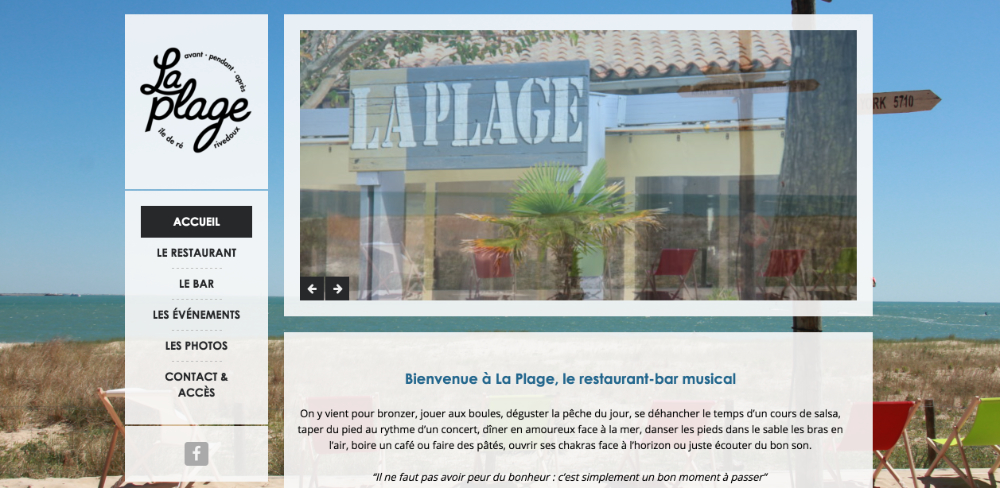 La
plage
avant • pendant • après
île de ré
rivedoux
ACCUEIL
LE RESTAURANT
LE BAR
LES ÉVÉNEMENTS
LES PHOTOS
CONTACT &
ACCÈS
LA PLAGE
RK 5710
Bienvenue à La Plage, le restaurant-bar musical
On y vient pour bronzer, jouer aux boules, déguster la pêche du jour, se déhancher le temps d’un cours de salsa,
taper du pied au rythme d’un concert, dîner en amoureux face à la mer, danser les pieds dans le sable les bras en
l’air, boire un café ou faire des pâtés, ouvrir ses chakras face à l’horizon ou juste écouter du bon son.
“Il ne faut pas avoir peur du bonheur : c’est simplement un bon moment à passer”